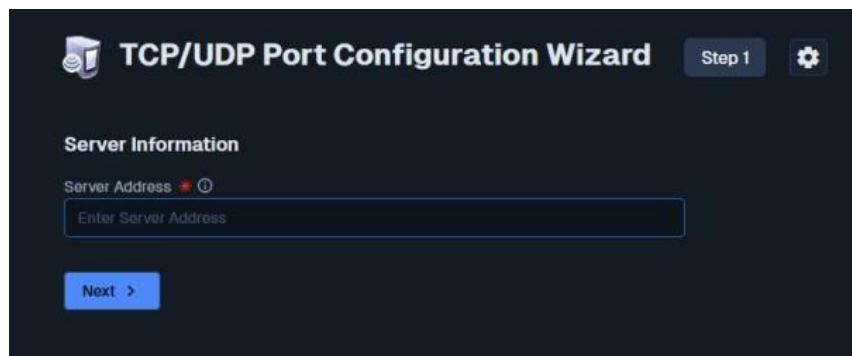 TCP/UDP Port Configuration Wizard Step 1
Server Information
Server Address *
Enter Server Address
Next >